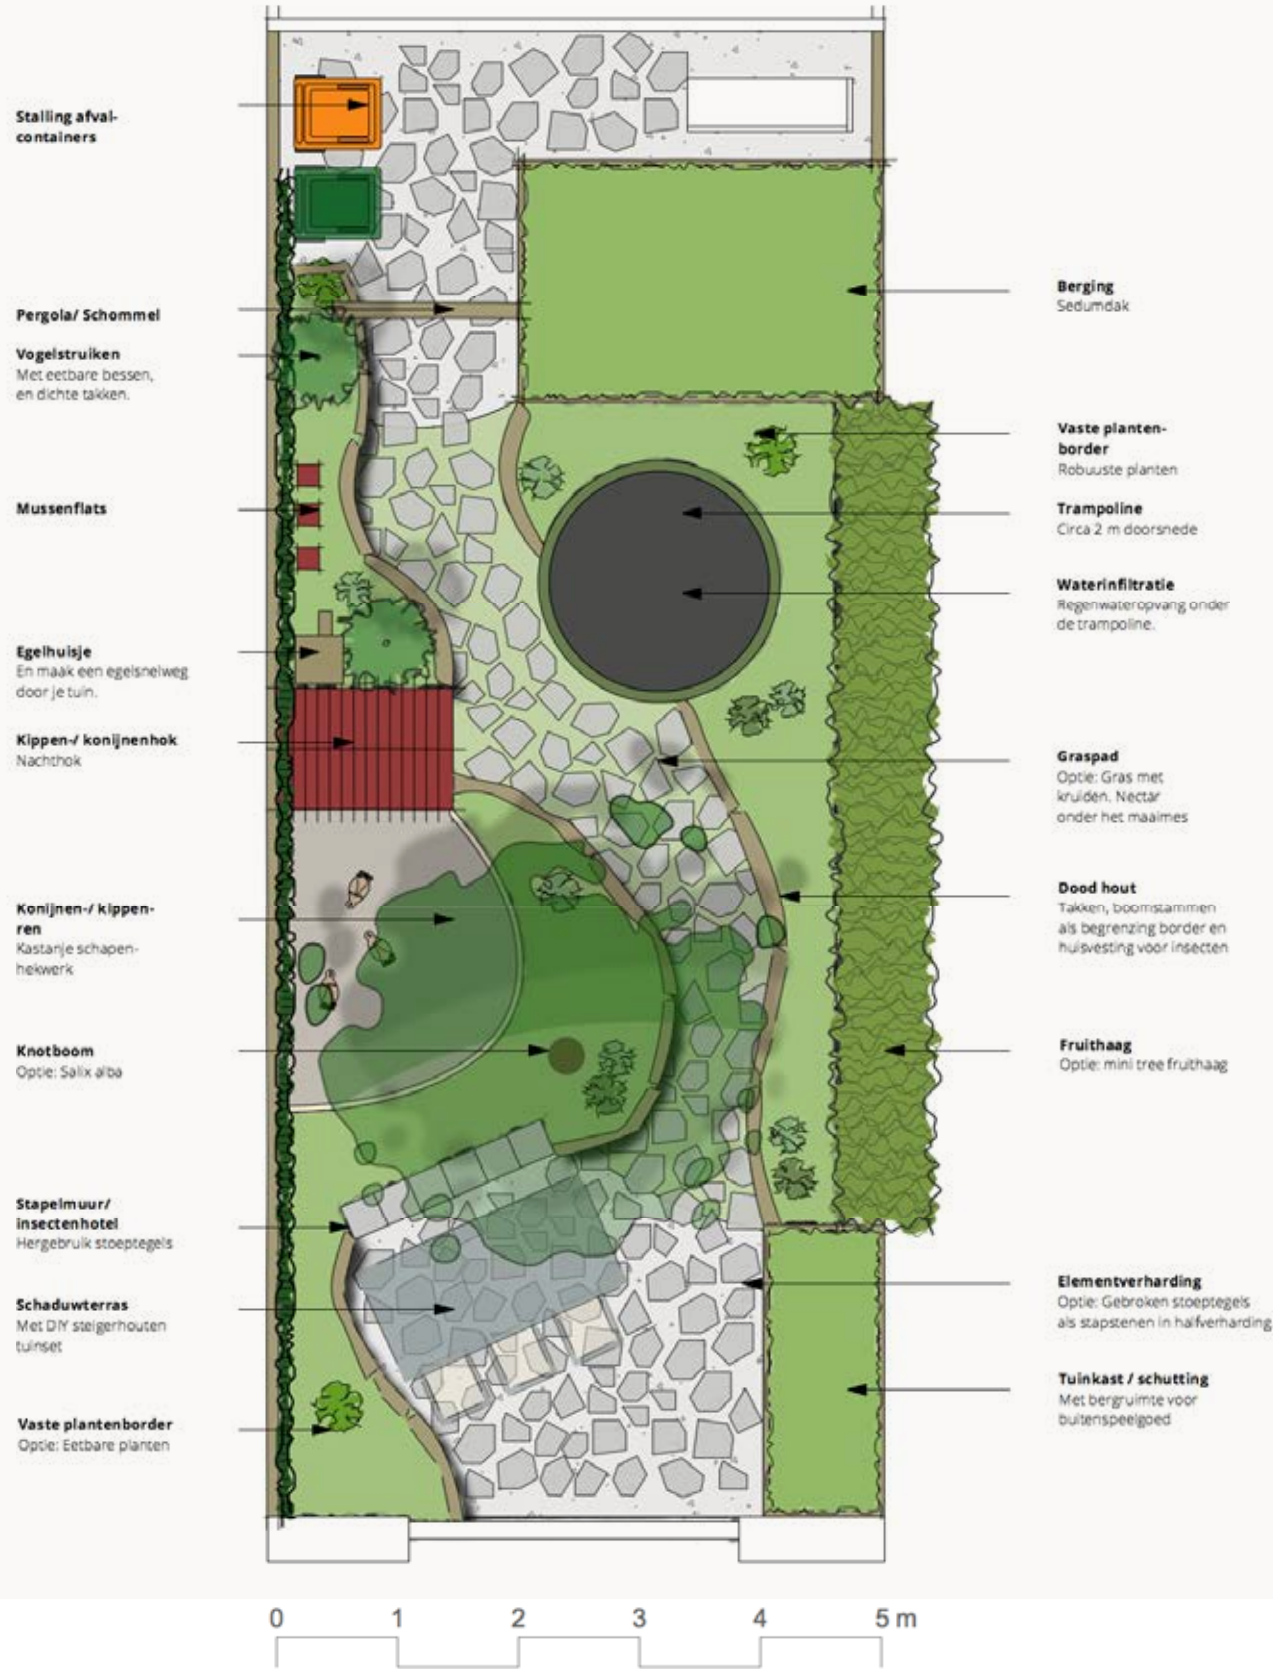 Stalling afval-
containers
Pergola/ Schommel
Vogelstruiken
Met eetbare bessen,
en dichte takken.
Mussenflats
Egelhuisje
En maak een egelsnelweg
door je tuin.
Kippen-/ konijnenhok
Nachthok
Konijnen-/ kippen-
ren
Kastanje schapen-
hekwerk
Knotboom
Optie: Salix alba
Stapelmuur/
insectenhotel
Hergebruik stoeptegels
Schaduwterras
Met DIY steigerhouten
tuinset
Vaste plantenborder
Optie: Eetbare planten
Berging
Sedumdak
Vaste planten-
border
Robuuste planten
Trampoline
Circa 2 m doorsnede
Waterinfiltratie
Regenwateropvang onder
de trampoline.
Graspad
Optie: Gras met
kruiden. Nectar
onder het maaimes
Dood hout
Takken, boomstammen
als begrenzing border en
huisvesting voor insecten
Fruithaag
Optie: mini tree fruithaag
Elementverharding
Optie: Gebroken stoeptegels
als stapstenen in halfverharding
Tuinkast / schutting
Met bergruimte voor
buitenspeelgoed
0 1 2 3 4 5 m